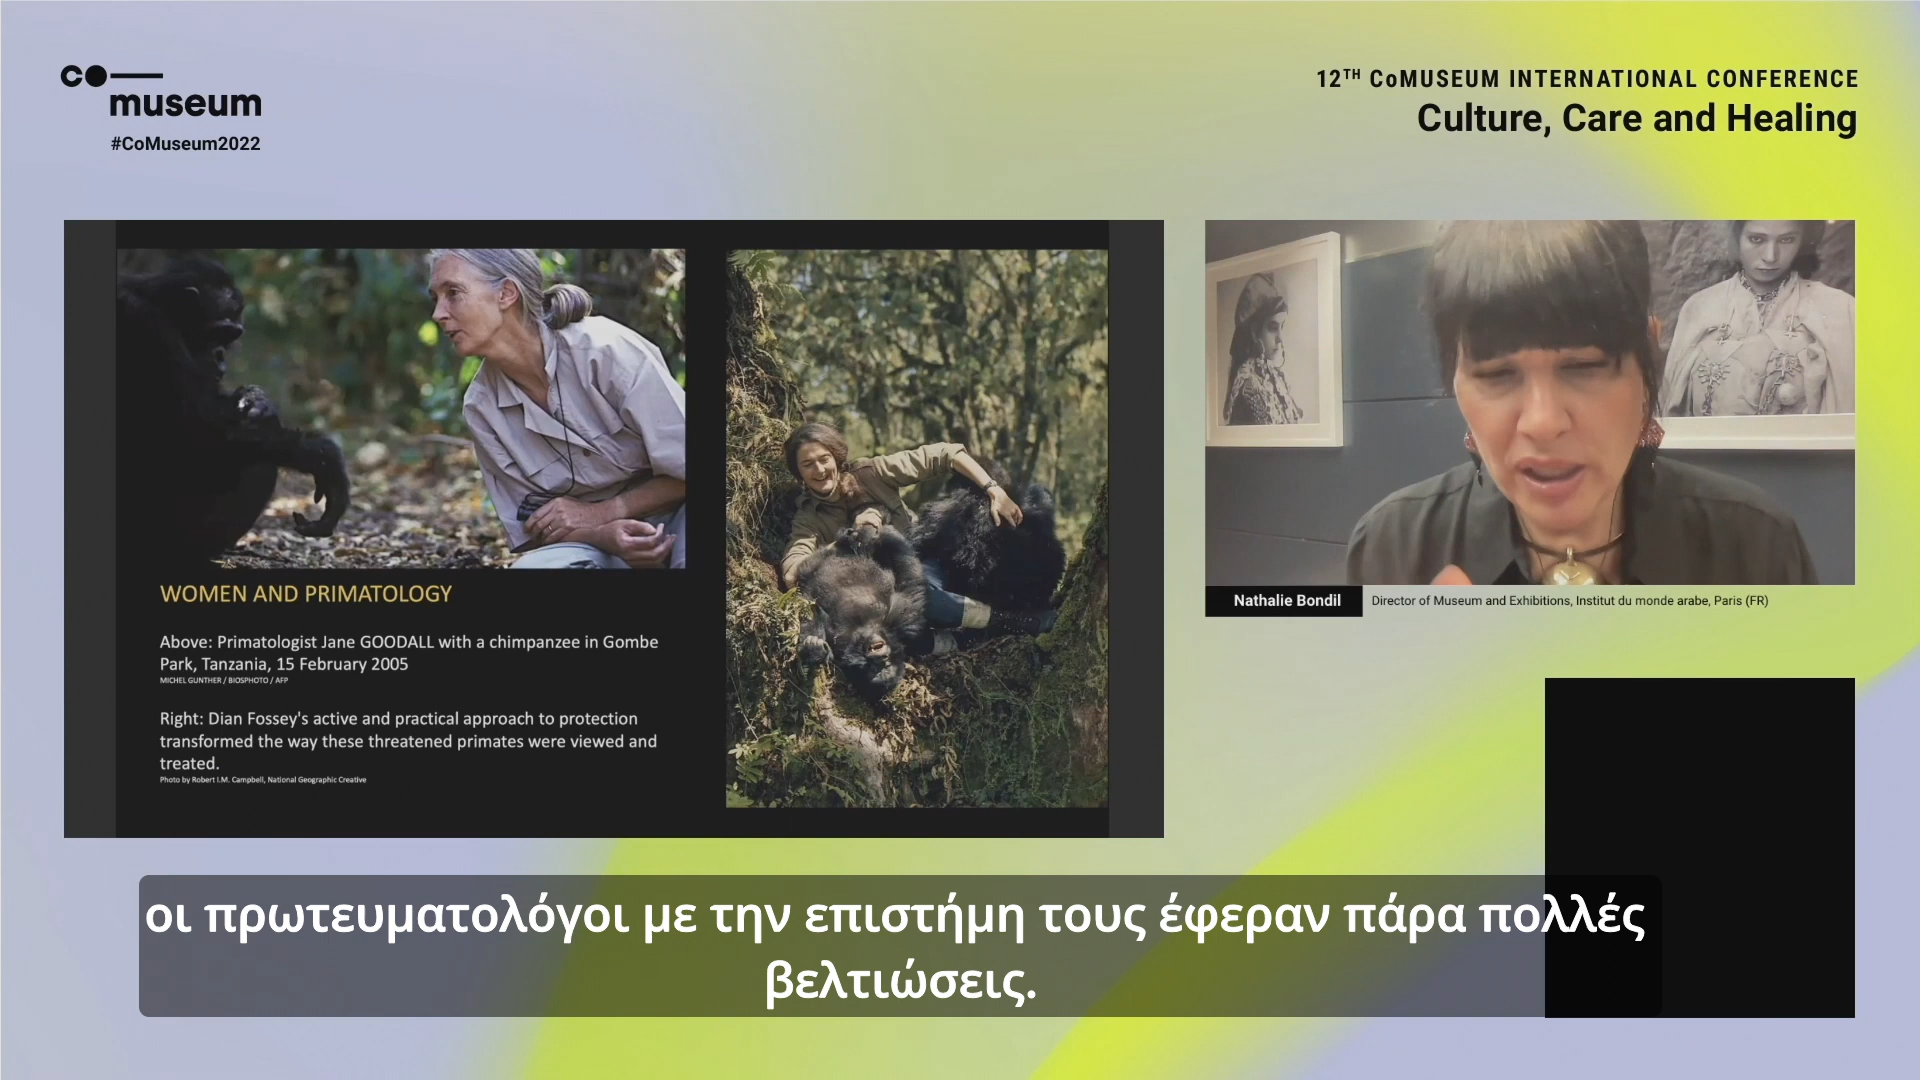 co
museum
#CoMuseum2022
12TH CoMUSEUM INTERNATIONAL CONFERENCE
Culture, Care and Healing
WOMEN AND PRIMATOLOGY
Above: Primatologist Jane GOODALL with a chimpanzee in Gombe
Park, Tanzania, 15 February 2005
MICHEL GUNTHER / BIOSPHOTO / AFP
Right: Dian Fossey's active and practical approach to protection
transformed the way these threatened primates were viewed and
treated.
Photo by Robert I.M. Campbell, National Geographic Creative
Nathalie Bondil
Director of Museum and Exhibitions, Institut du monde arabe, Paris (FR)
οι πρωτευματολόγοι με την επιστήμη τους έφεραν πάρα πολλές
βελτιώσεις.